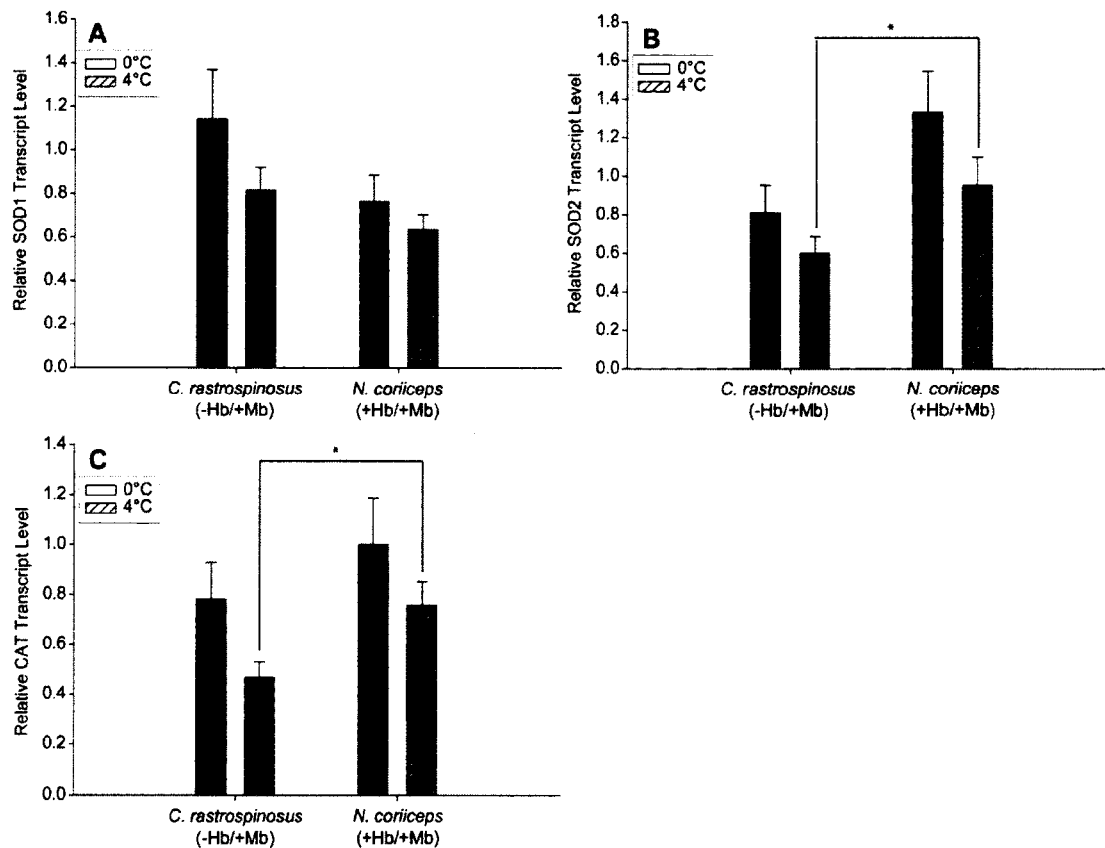 A
0°C
4°C
Relative SOD1 Transcript Level
1.6
1.4
1.2
1.0
0.8
0.6
0.4
0.2
0.0
C. rastrospinosus
(-Hb/+Mb)
N. coriiceps
(+Hb/+Mb)
B
0°C
4°C
*
Relative SOD2 Transcript Level
1.8
1.6
1.4
1.2
1.0
0.8
0.6
0.4
0.2
0.0
C. rastrospinosus
(-Hb/+Mb)
N. coriiceps
(+Hb/+Mb)
C
0°C
4°C
*
Relative CAT Transcript Level
1.4
1.2
1.0
0.8
0.6
0.4
0.2
0.0
C. rastrospinosus
(-Hb/+Mb)
N. coriiceps
(+Hb/+Mb)